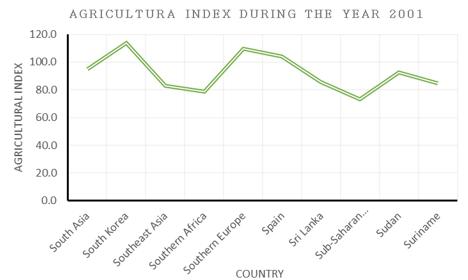 AGRICULTURA INDEX DURING THE YEAR 2001
120.0
100.0
80.0
60.0
40.0
20.0
0.0
AGRICULTURAL INDEX
South Asia
South Korea
Southeast Asia
Southern Africa
Southern Europe
Spain
Sri Lanka
Sub-Saharan...
Sudan
Suriname
COUNTRY